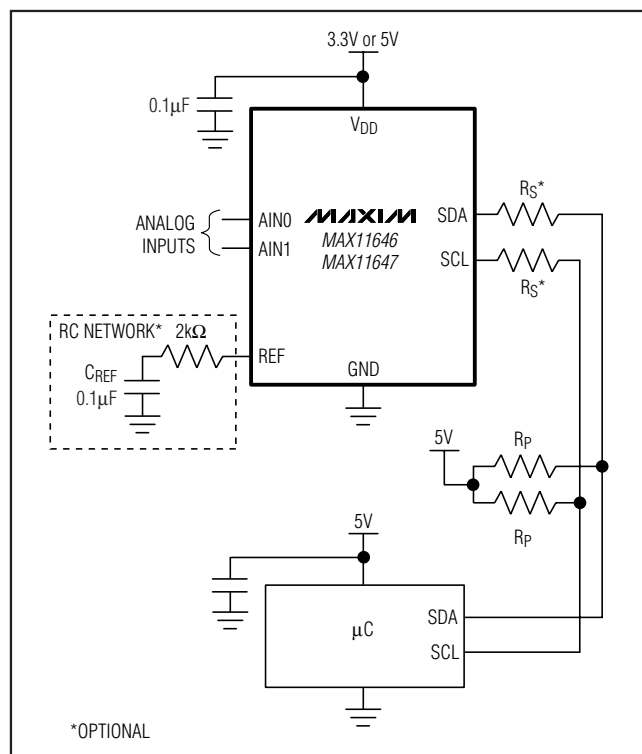 3.3V or 5V
0.1μF
VDD
RS*
ANALOG
INPUTS
AIN0
AIN1
MAXIM
MAX11646
MAX11647
SDA
SCL
RS*
RC NETWORK*
2kΩ
CREF
0.1μF
REF
GND
5V
RP
RP
5V
μC
SDA
SCL
*OPTIONAL